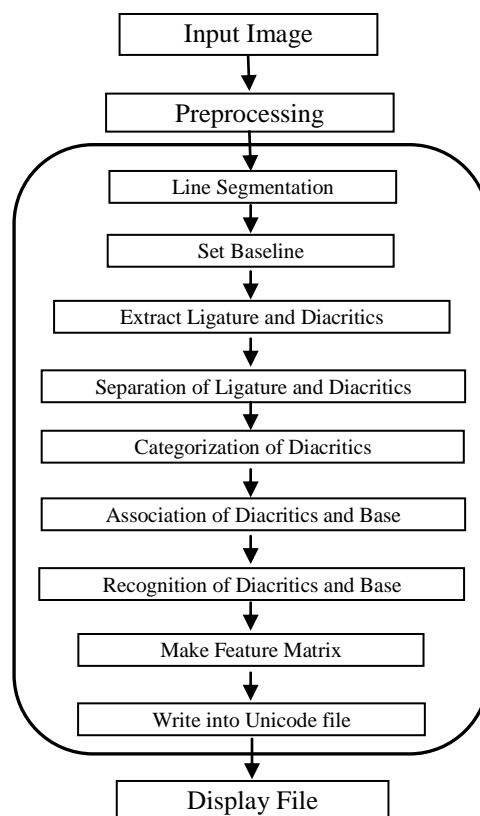 Input Image
Preprocessing
Line Segmentation
Set Baseline
Extract Ligature and Diacritics
Separation of Ligature and Diacritics
Categorization of Diacritics
Association of Diacritics and Base
Recognition of Diacritics and Base
Make Feature Matrix
Write into Unicode file
Display File